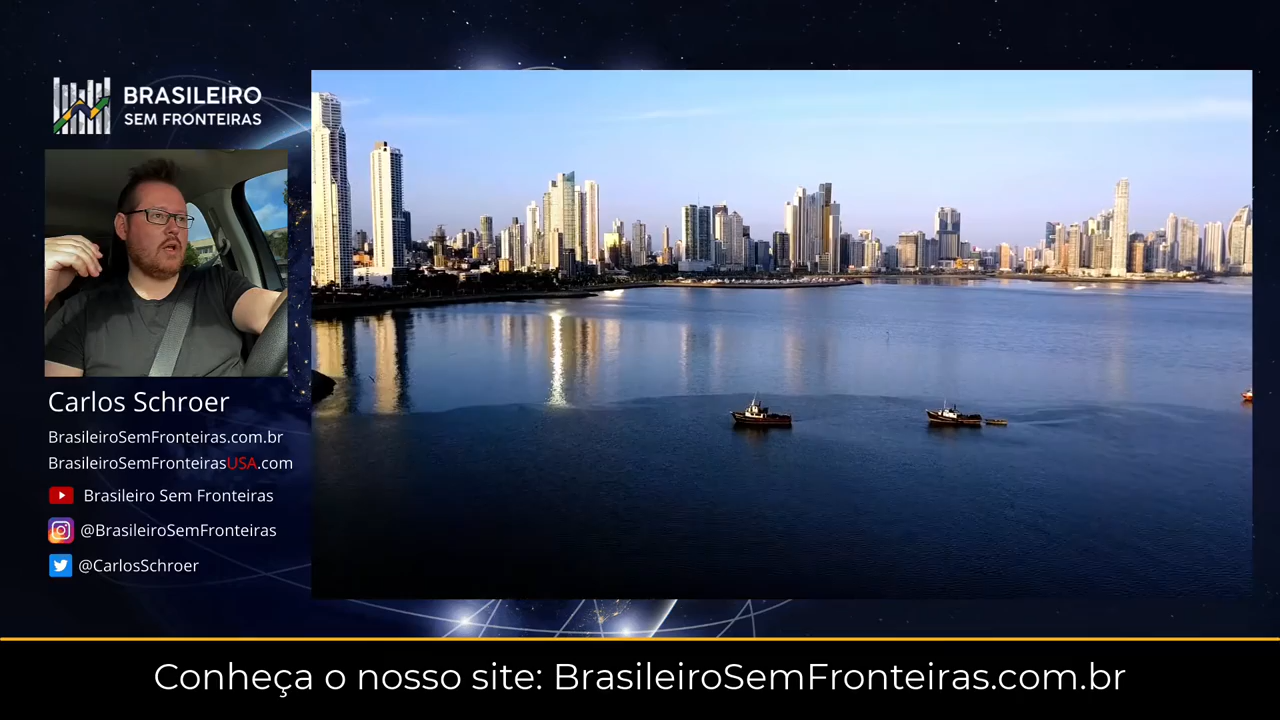 BRASILEIRO
SEM FRONTEIRAS
Carlos Schroer
BrasileiroSemFronteiras.com.br
BrasileiroSemFronteirasUSA.com
Brasileiro Sem Fronteiras
@BrasileiroSemFronteiras
@CarlosSchroer
Conheça o nosso site: BrasileiroSemFronteiras.com.br